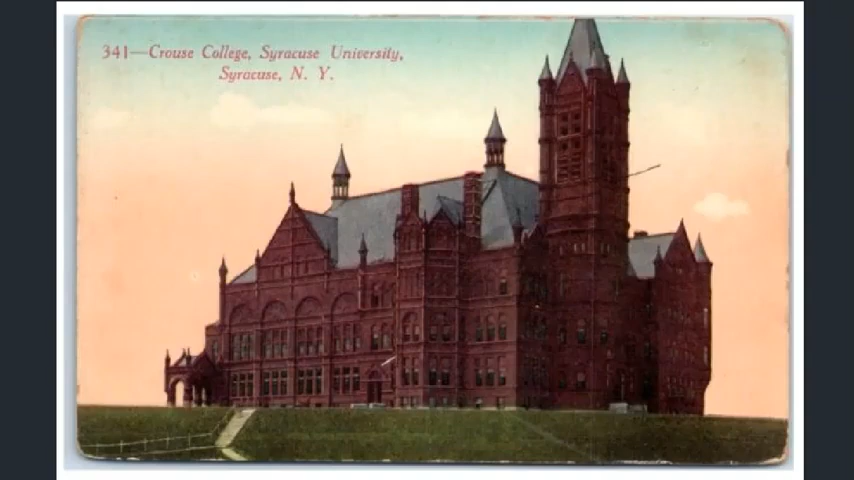 341—Crouse College, Syracuse University,
Syracuse, N. Y.